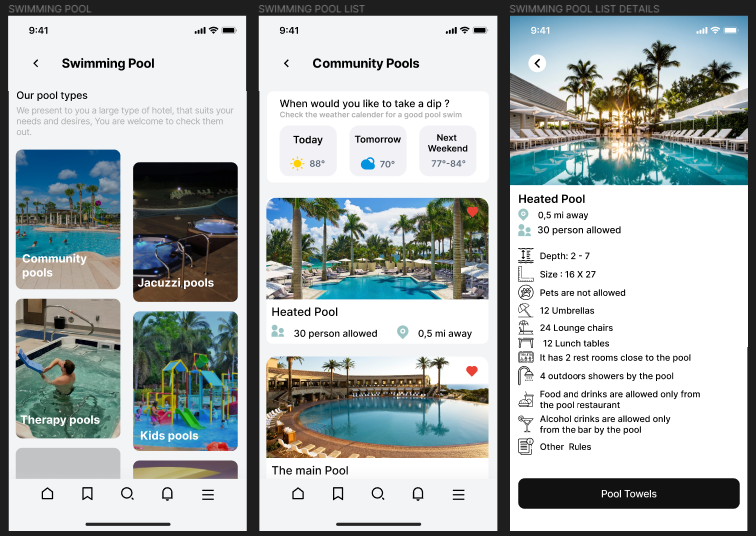 SWIMMING POOL
9:41
Swimming Pool
Our pool types
We present to you a large type of hotel, that suits your
needs and desires, You are welcome to check them
out.
Community
pools
Jacuzzi pools
Therapy pools
Kids pools
SWIMMING POOL LIST
9:41
Community Pools
When would you like to take a dip ?
Check the weather calender for a good pool swim
Today
88°
Tomorrow
70°
Next
Weekend
77°-84°
Heated Pool
30 person allowed
0,5 mi away
The main Pool
SWIMMING POOL LIST DETAILS
9:41
Heated Pool
0,5 mi away
30 person allowed
Depth: 2 - 7
Size : 16 X 27
Pets are not allowed
12 Umbrellas
24 Lounge chairs
12 Lunch tables
It has 2 rest rooms close to the pool
4 outdoors showers by the pool
Food and drinks are allowed only from
the pool restaurant
Alcohol drinks are allowed only
from the bar by the pool
Other Rules
Pool Towels